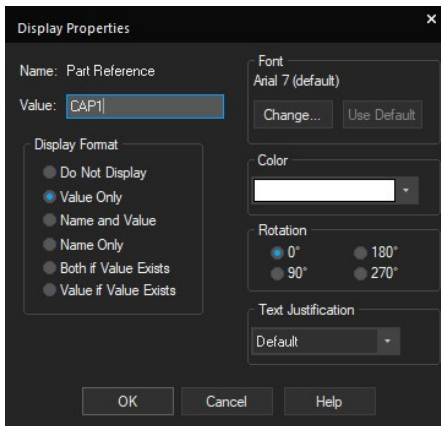 Display Properties
Name: Part Reference
Value: CAP1
Display Format
Do Not Display
Value Only
Name and Value
Name Only
Both if Value Exists
Value if Value Exists
Font
Arial 7 (default)
Change... Use Default
Color
Rotation
0° 180°
90° 270°
Text Justification
Default
OK Cancel Help